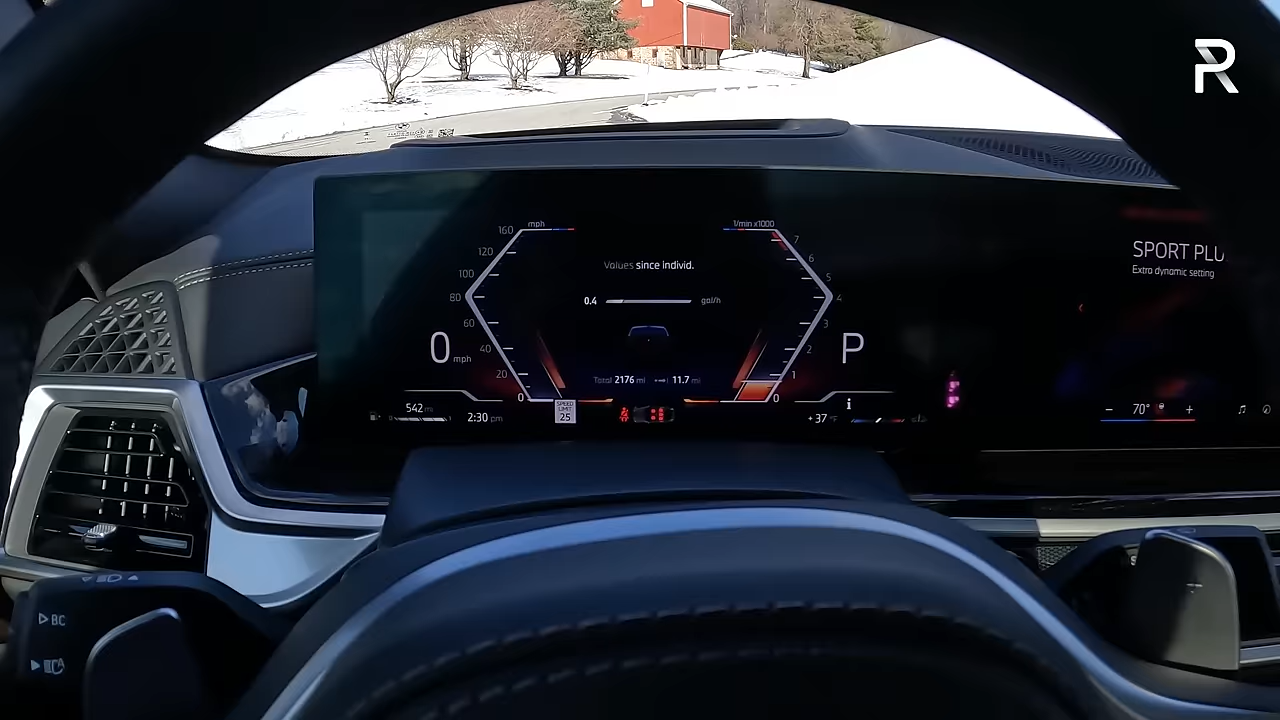 R
160
mph
120
100
80
60
40
20
0
0 mph
Values since individ.
0.4 gal/h
Total 2176 mi 11.7 mi
1/min x1000
7
6
5
4
3
2
1
0
P
542 mi
2:30 pm
SPEED
LIMIT
25
i
+37 °F
SPORT PLU
Extra dynamic setting
− 70° +
BC
A